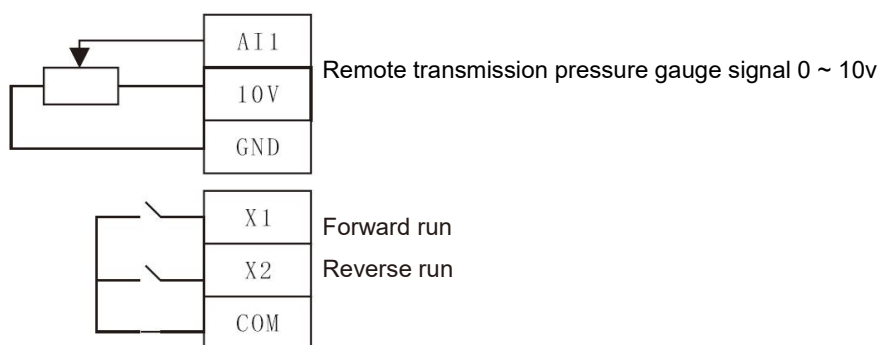 AI1
Remote transmission pressure gauge signal 0 ~ 10v
10V
GND
X1
Forward run
X2
Reverse run
COM